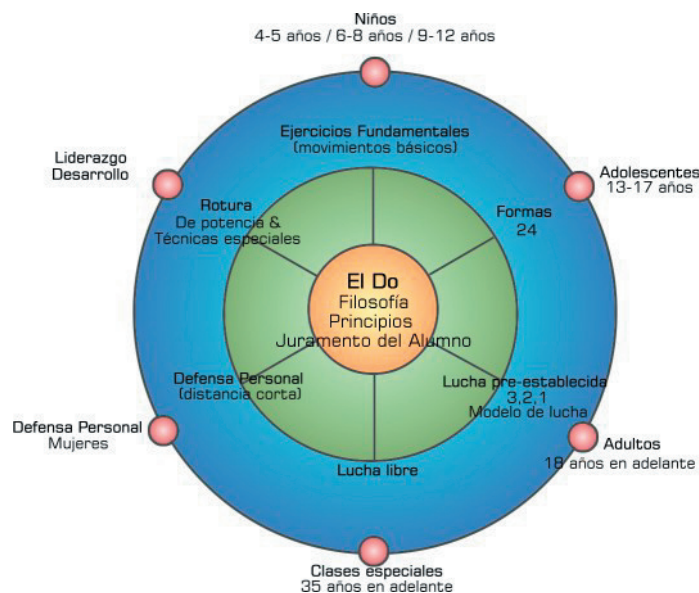 Niños
4-5 años / 6-8 años / 9-12 años
Ejercicios Fundamentales
(movimientos básicos)
Liderazgo
Desarrollo
Adolescentes
13-17 años
Rotura
De potencia &
Técnicas especiales
Formas
24
El Do
Filosofía
Principios
Juramento del Alumno
Defensa Personal
(distancia corta)
Lucha pre-establecida
3,2,1
Modelo de lucha
Defensa Personal
Mujeres
Adultos
18 años en adelante
Lucha libre
Clases especiales
35 años en adelante